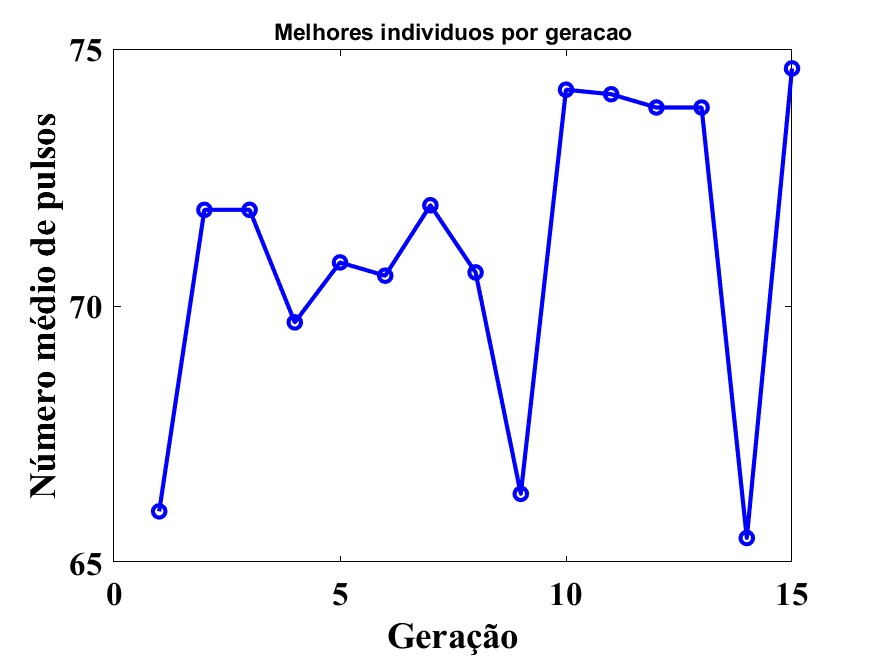 Melhores individuos por geracao
Número médio de pulsos
75
70
65
0 5 10 15
Geração